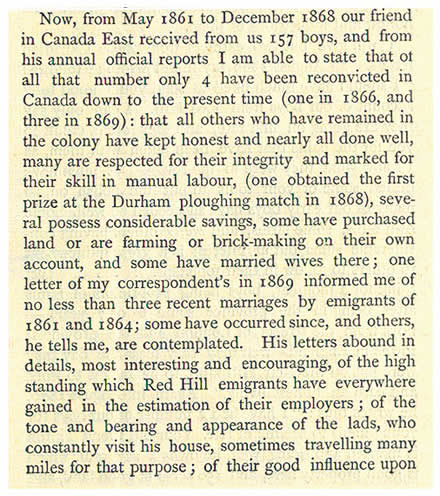 Now, from May 1861 to December 1868 our friend
in Canada East received from us 157 boys, and from
his annual official reports I am able to state that of
all that number only 4 have been reconvicted in
Canada down to the present time (one in 1866, and
three in 1869): that all others who have remained in
the colony have kept honest and nearly all done well,
many are respected for their integrity and marked for
their skill in manual labour, (one obtained the first
prize at the Durham ploughing match in 1868), seve-
ral possess considerable savings, some have purchased
land or are farming or brick-making on their own
account, and some have married wives there; one
letter of my correspondent's in 1869 informed me of
no less than three recent marriages by emigrants of
1861 and 1864; some have occurred since, and others,
he tells me, are contemplated. His letters abound in
details, most interesting and encouraging, of the high
standing which Red Hill emigrants have everywhere
gained in the estimation of their employers; of the
tone and bearing and appearance of the lads, who
constantly visit his house, sometimes travelling many
miles for that purpose; of their good influence upon